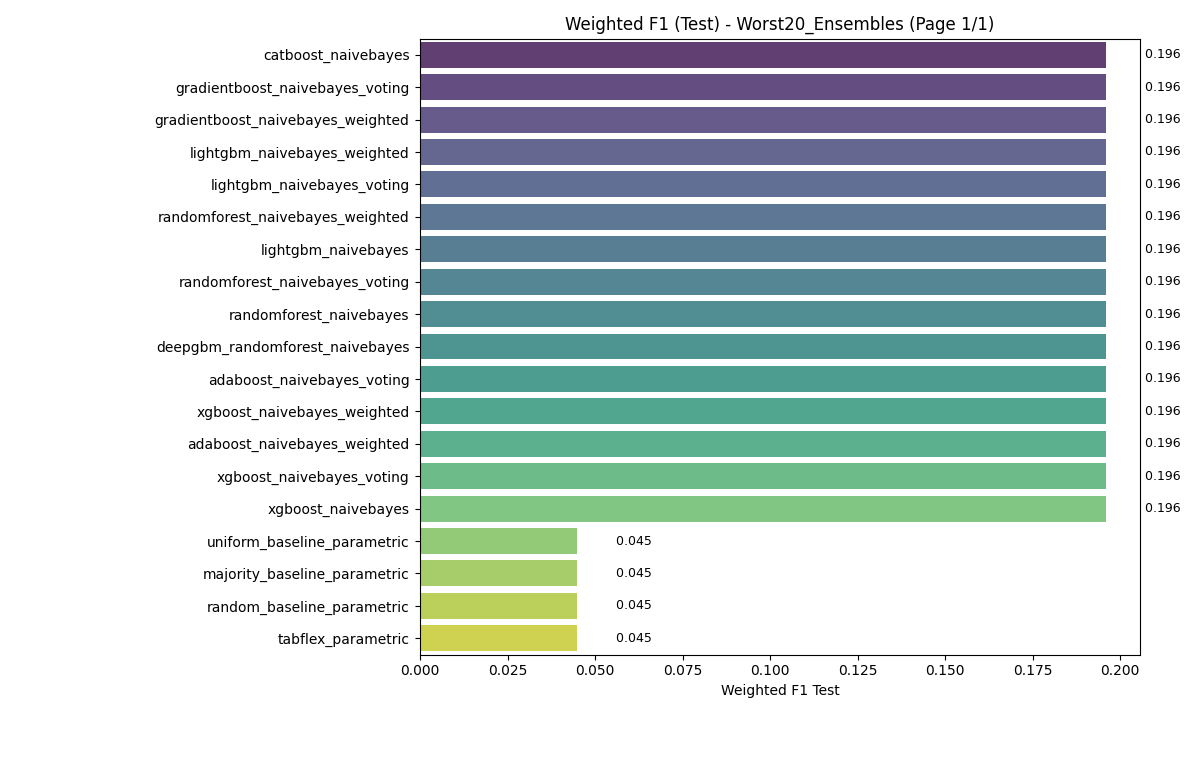 Weighted F1 (Test) - Worst20_Ensembles (Page 1/1)
catboost_naivebayes 0.196
gradientboost_naivebayes_voting 0.196
gradientboost_naivebayes_weighted 0.196
lightgbm_naivebayes_weighted 0.196
lightgbm_naivebayes_voting 0.196
randomforest_naivebayes_weighted 0.196
lightgbm_naivebayes 0.196
randomforest_naivebayes_voting 0.196
randomforest_naivebayes 0.196
deepgbm_randomforest_naivebayes 0.196
adaboost_naivebayes_voting 0.196
xgboost_naivebayes_weighted 0.196
adaboost_naivebayes_weighted 0.196
xgboost_naivebayes_voting 0.196
xgboost_naivebayes 0.196
uniform_baseline_parametric 0.045
majority_baseline_parametric 0.045
random_baseline_parametric 0.045
tabflex_parametric 0.045
0.000 0.025 0.050 0.075 0.100 0.125 0.150 0.175 0.200
Weighted F1 Test